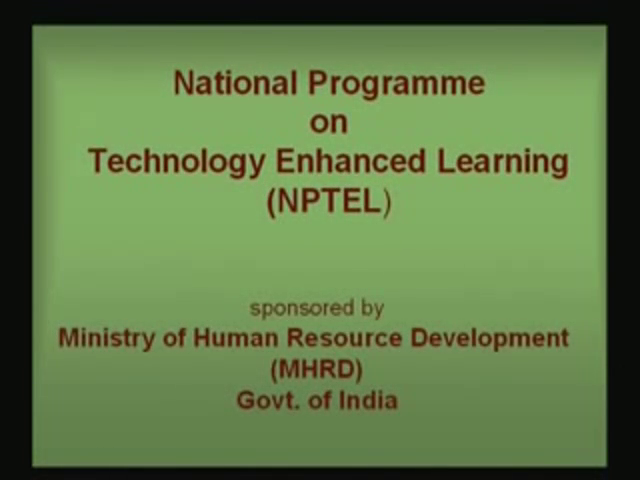 National Programme
on
Technology Enhanced Learning
(NPTEL)
sponsored by
Ministry of Human Resource Development
(MHRD)
Govt. of India